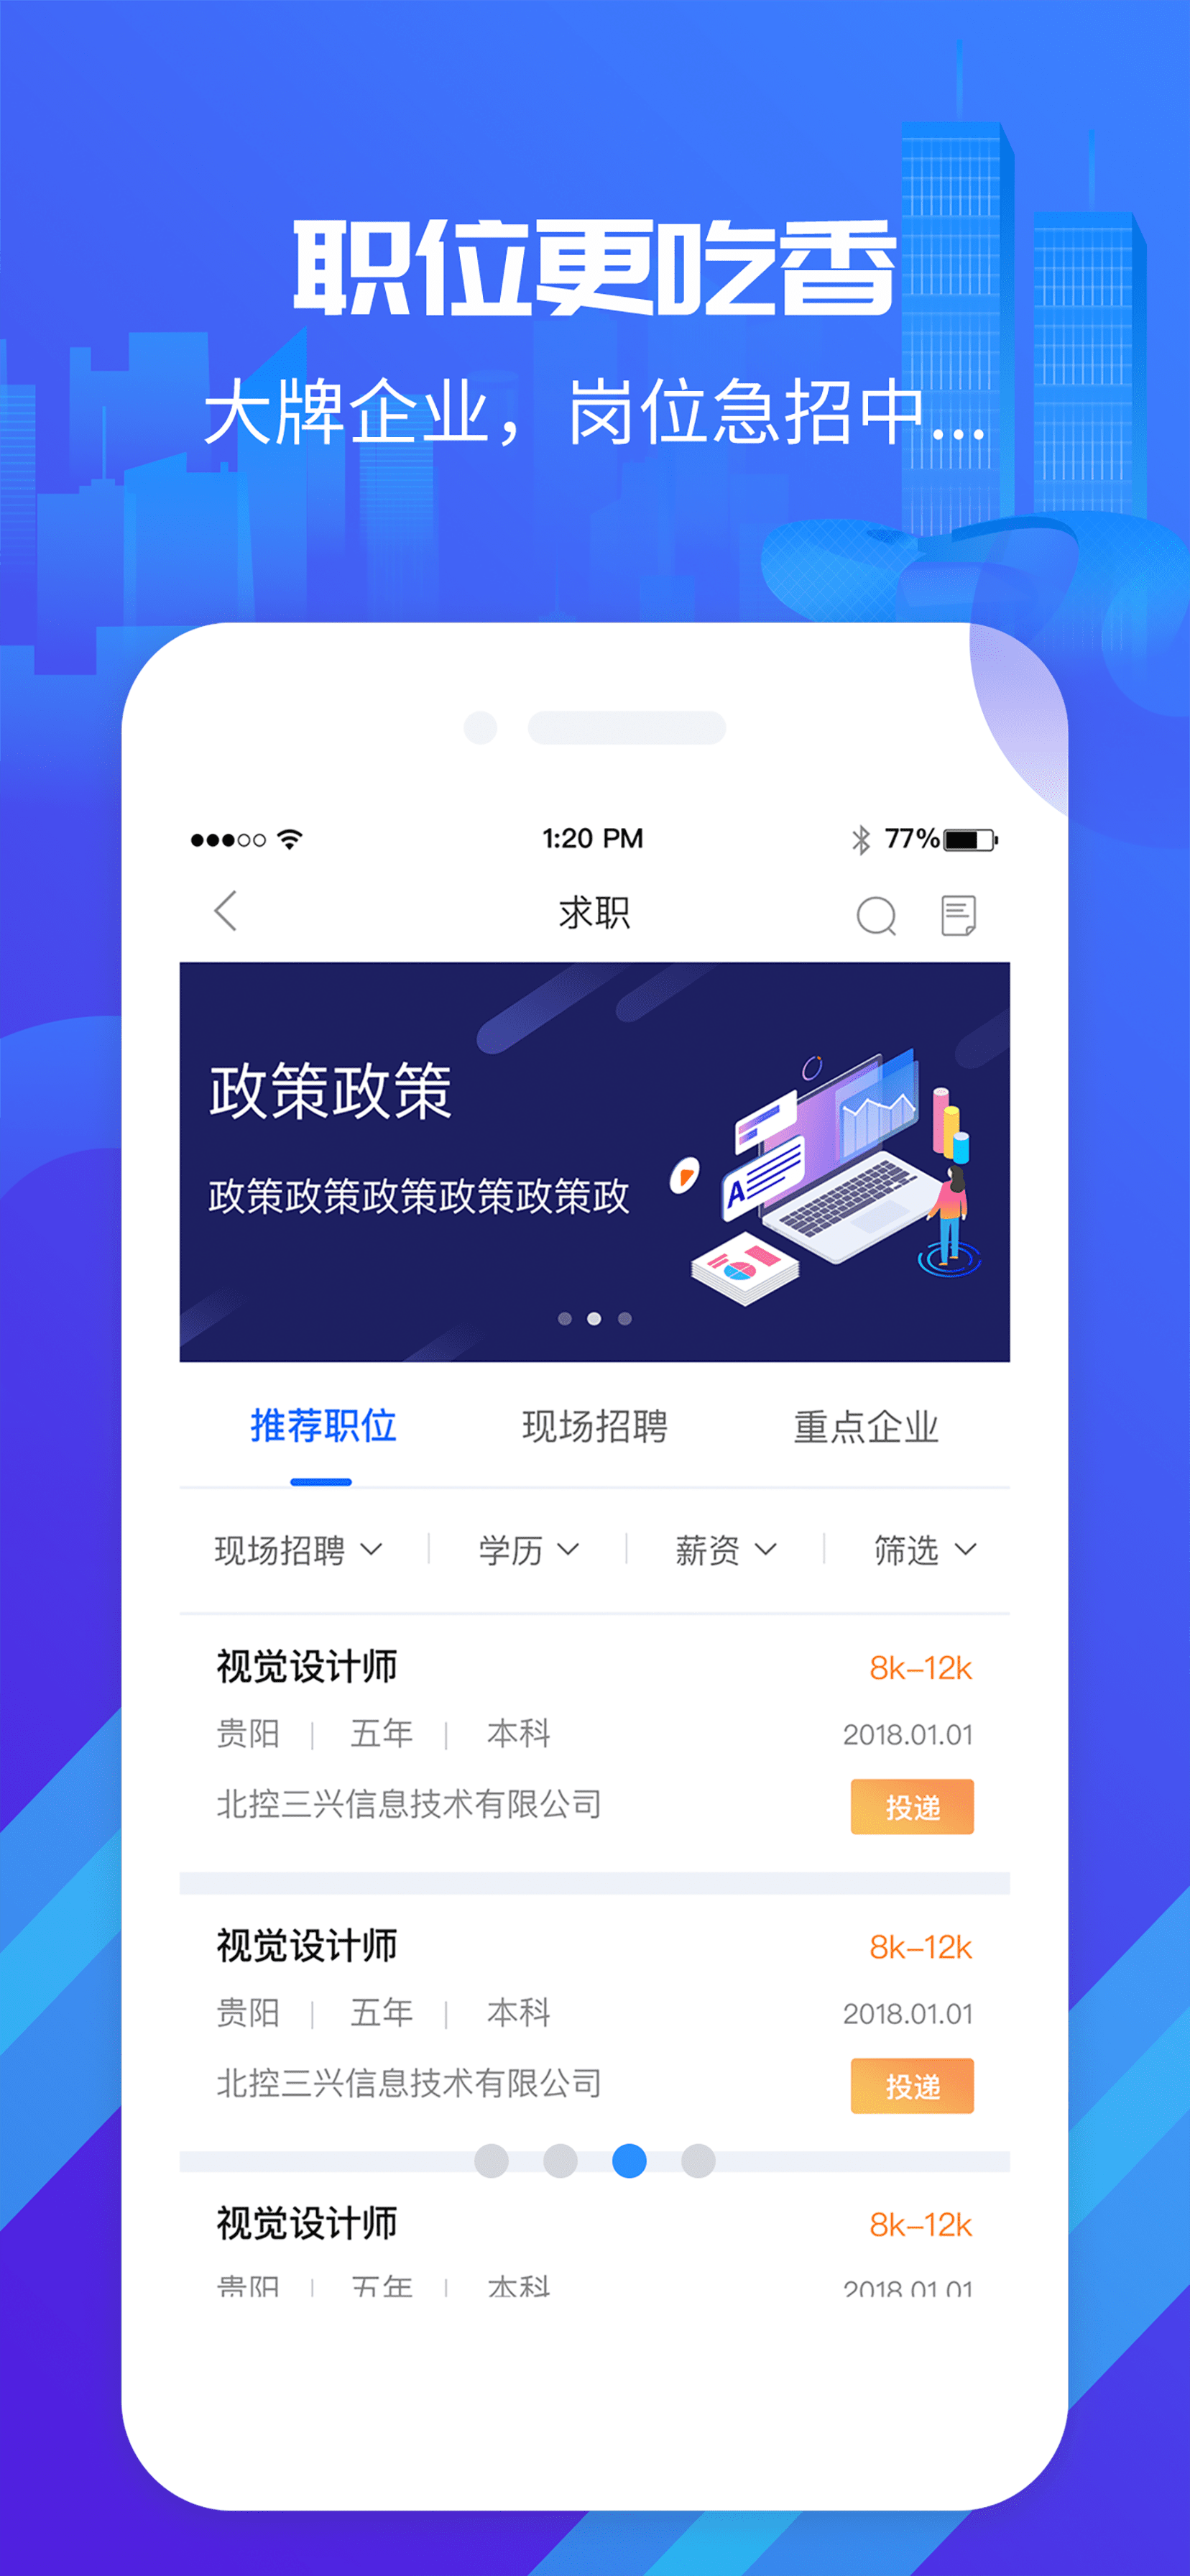 职位更吃香
大牌企业，岗位急招中...
1:20 PM
77%
求职
政策政策
政策政策政策政策政策政
A
推荐职位 现场招聘 重点企业
现场招聘 学历 薪资 筛选
视觉设计师 8k-12k
贵阳 | 五年 | 本科 2018.01.01
北控三兴信息技术有限公司 投递
视觉设计师 8k-12k
贵阳 | 五年 | 本科 2018.01.01
北控三兴信息技术有限公司 投递
视觉设计师 8k-12k
贵阳 | 五年 | 本科 2018.01.01